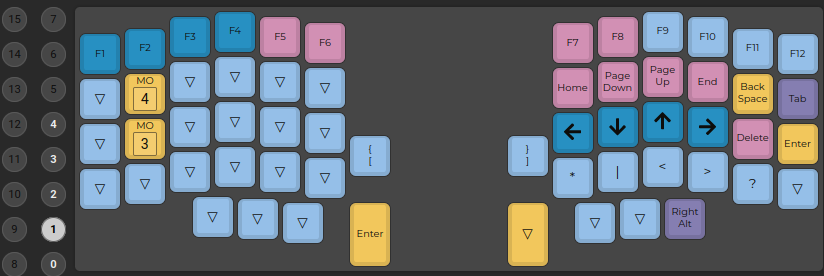 15 7 F1 F2 F3 F4 F5 F6 F7 F8 F9 F10 F11 F12
14 6
13 5 MO 4 Home Page Down Page Up End Back Space Tab
12 4 MO 3 Delete Enter
11 3 { [ } ] * | < > ?
10 2
9 1 Enter Right Alt
8 0